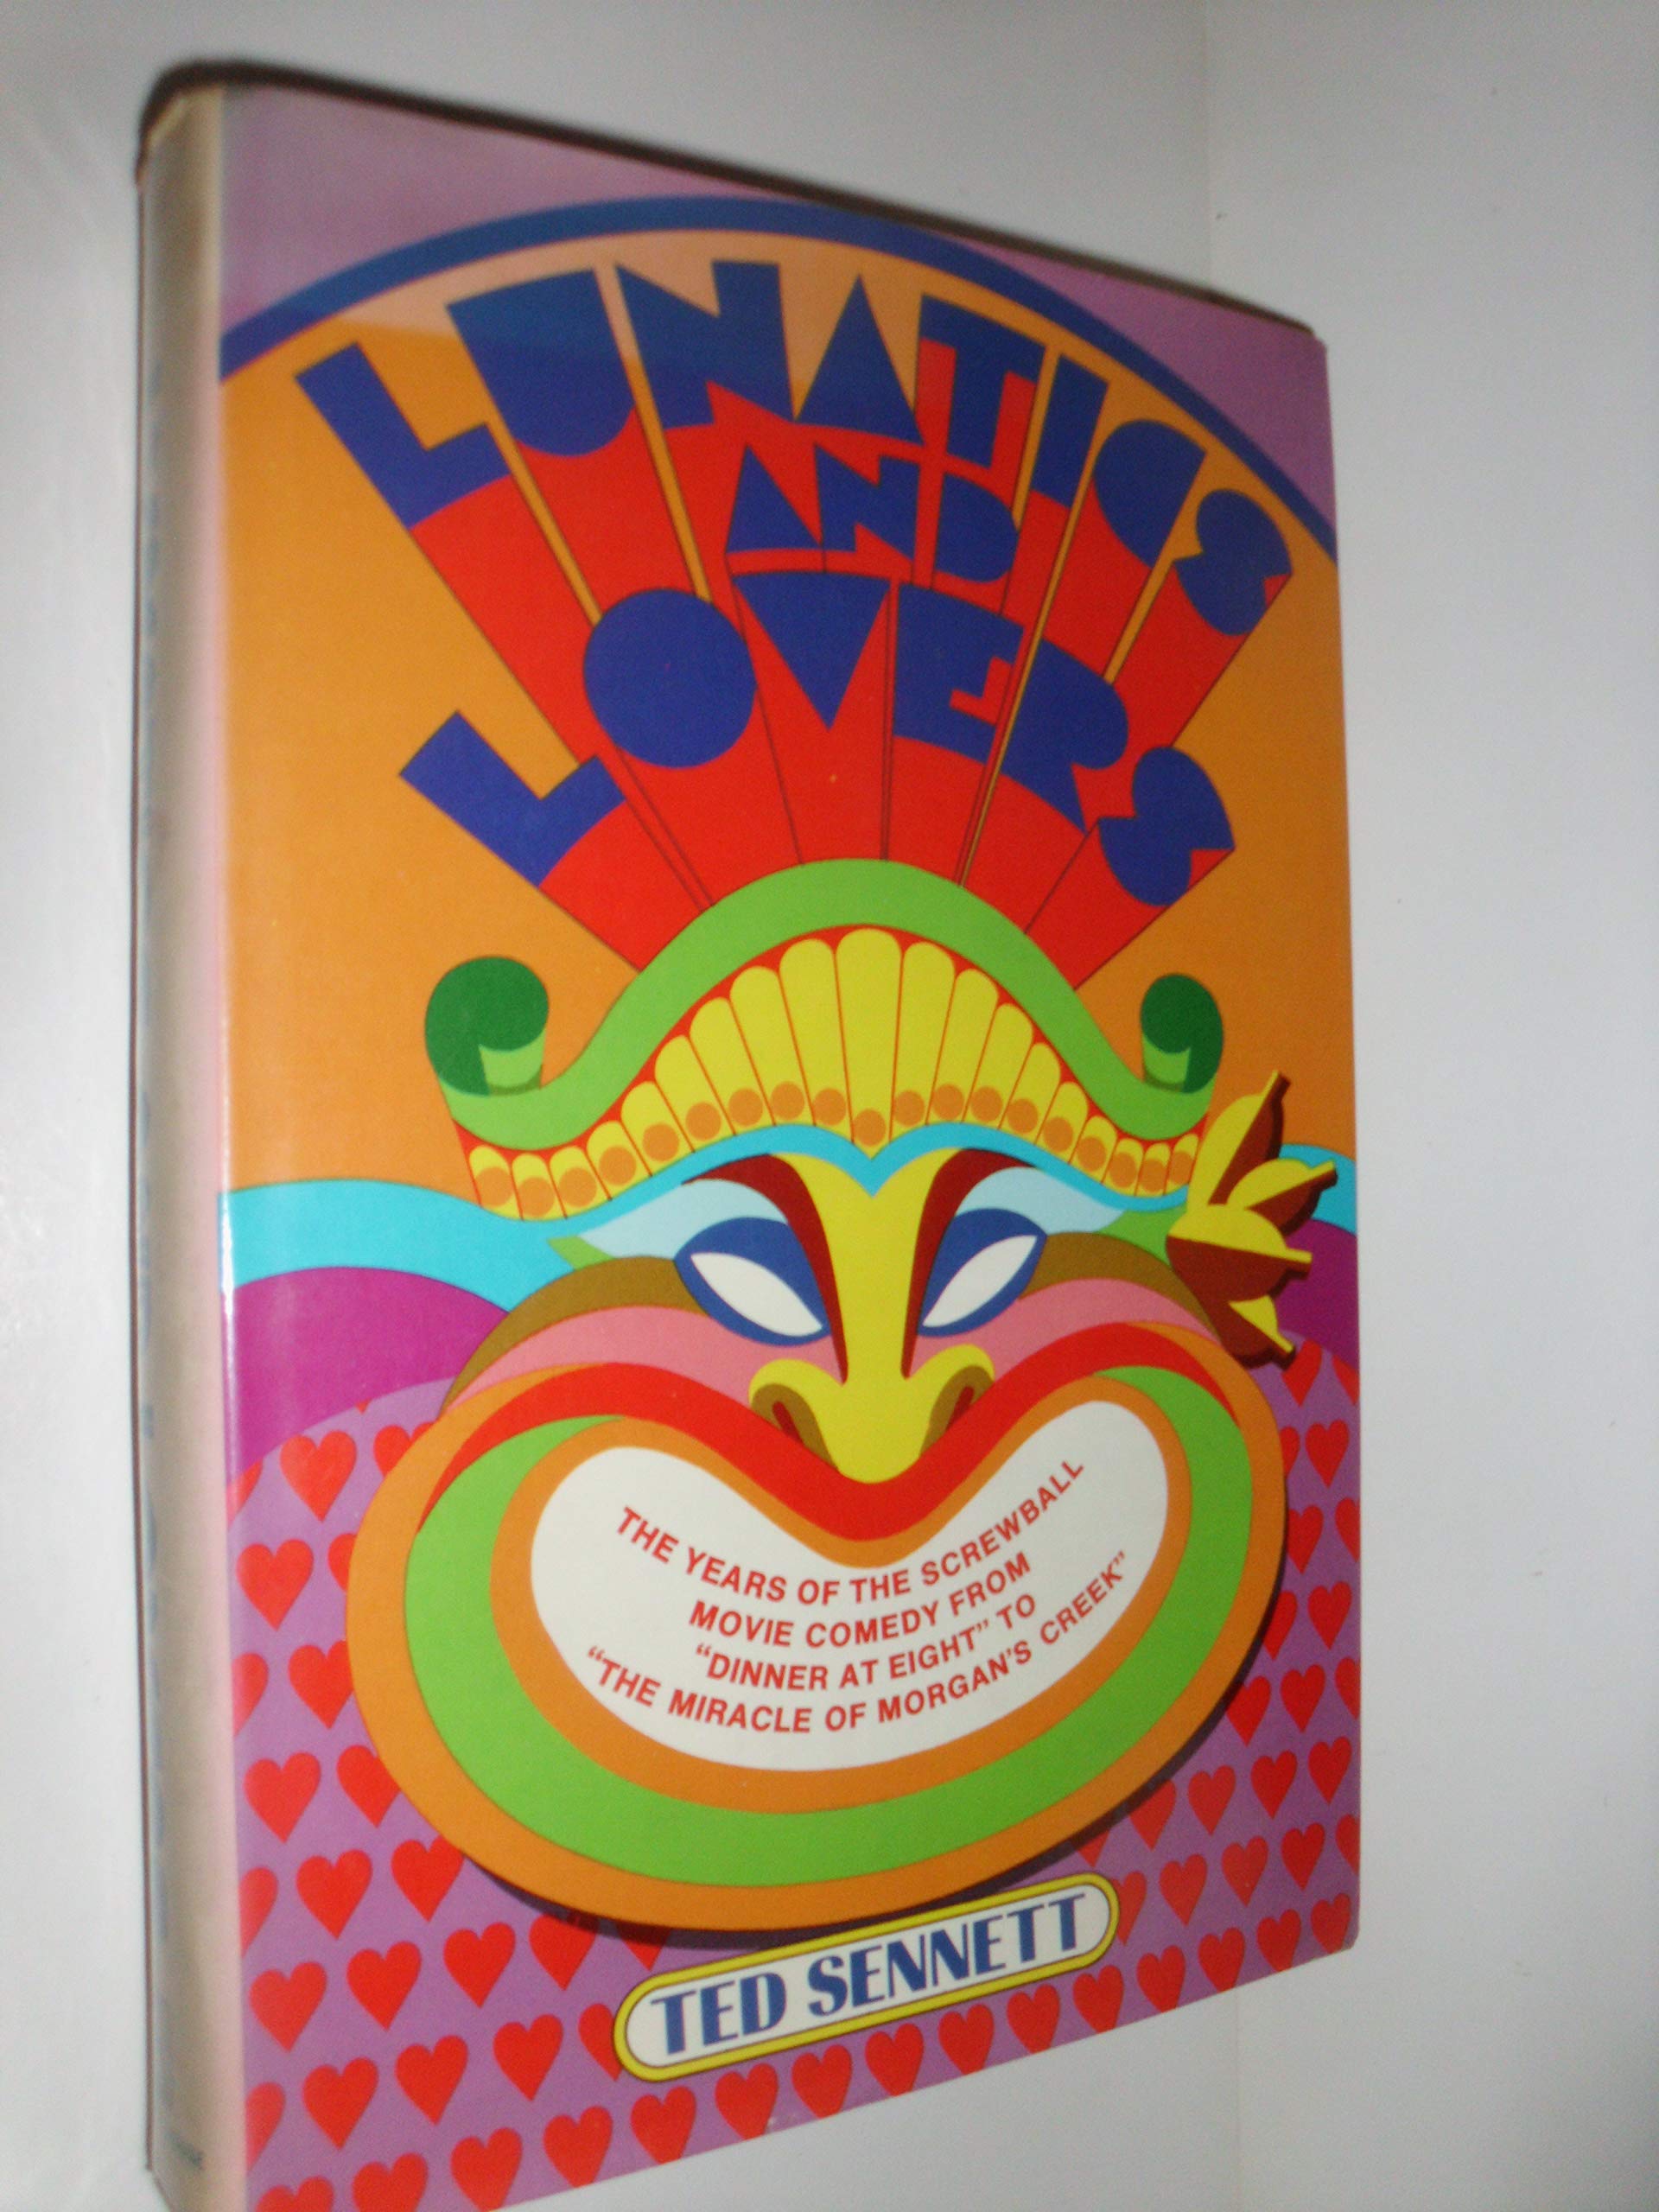 LUNATICS
AND
LOVERS
THE YEARS OF THE SCREWBALL
MOVIE COMEDY FROM
“DINNER AT EIGHT” TO
“THE MIRACLE OF MORGAN’S CREEK”
TED SENNETT